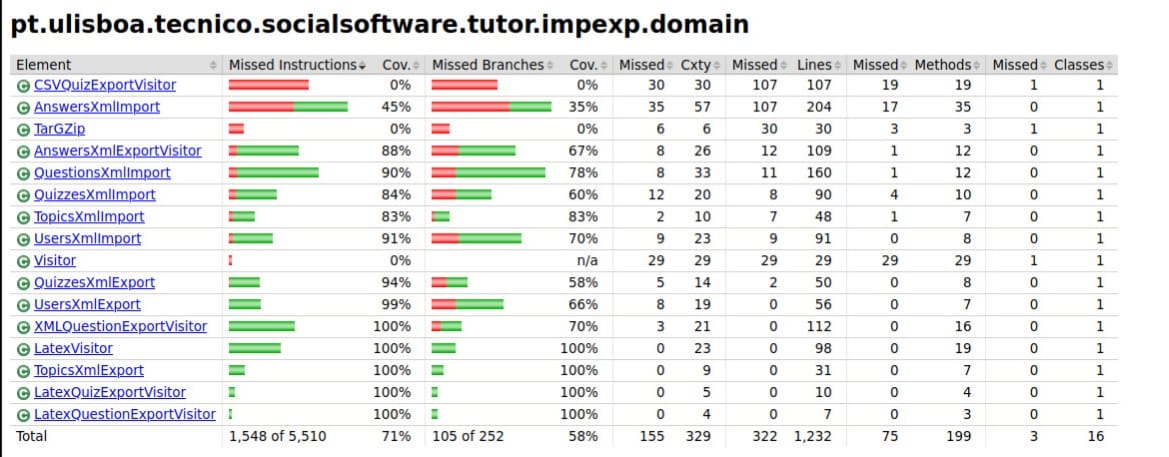 pt.ulisboa.tecnico.socialsoftware.tutor.impexp.domain
Element Missed Instructions Cov. Missed Branches Cov. Missed Cxty Missed Lines Missed Methods Missed Classes
CSVQuizExportVisitor 0% 0% 30 30 107 107 19 19 1 1
AnswersXmlImport 45% 35% 35 57 107 204 17 35 0 1
TarGZip 0% 0% 6 6 30 30 3 3 1 1
AnswersXmlExportVisitor 88% 67% 8 26 12 109 1 12 0 1
QuestionsXmlImport 90% 78% 8 33 11 160 1 12 0 1
QuizzesXmlImport 84% 60% 12 20 8 90 4 10 0 1
TopicsXmlImport 83% 83% 2 10 7 48 1 7 0 1
UsersXmlImport 91% 70% 9 23 9 91 0 8 0 1
Visitor 0% n/a 29 29 29 29 29 29 1 1
QuizzesXmlExport 94% 58% 5 14 2 50 0 8 0 1
UsersXmlExport 99% 66% 8 19 0 56 0 7 0 1
XMLQuestionExportVisitor 100% 70% 3 21 0 112 0 16 0 1
LatexVisitor 100% 100% 0 23 0 98 0 19 0 1
TopicsXmlExport 100% 100% 0 9 0 31 0 7 0 1
LatexQuizExportVisitor 100% 100% 0 5 0 10 0 4 0 1
LatexQuestionExportVisitor 100% 100% 0 4 0 7 0 3 0 1
Total 1,548 of 5,510 71% 105 of 252 58% 155 329 322 1,232 75 199 3 16